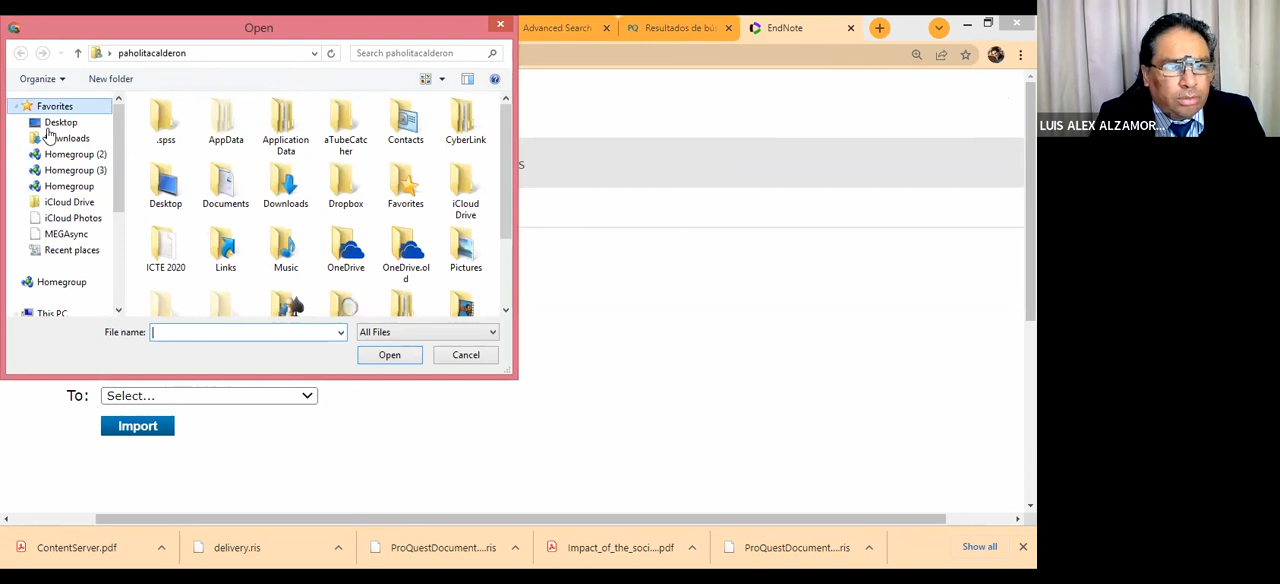 Open
Advanced Search
PQ Resultados de bú
EndNote
paholitacalderon
Search paholitacalderon
Organize
New folder
Favorites
Desktop
Downloads
Homegroup (2)
Homegroup (3)
Homegroup
iCloud Drive
iCloud Photos
MEGAsync
Recent places
Homegroup
This PC
.spss
AppData
Application
Data
aTubeCatc
her
Contacts
CyberLink
Desktop
Documents
Downloads
Dropbox
Favorites
iCloud
Drive
ICTE 2020
Links
Music
OneDrive
OneDrive.ol
d
Pictures
File name:
All Files
Open
Cancel
s
LUIS ALEX ALZAMOR...
To:
Select...
Import
ContentServer.pdf
delivery.ris
ProQuestDocument....ris
Impact_of_the_soci....pdf
ProQuestDocument....ris
Show all